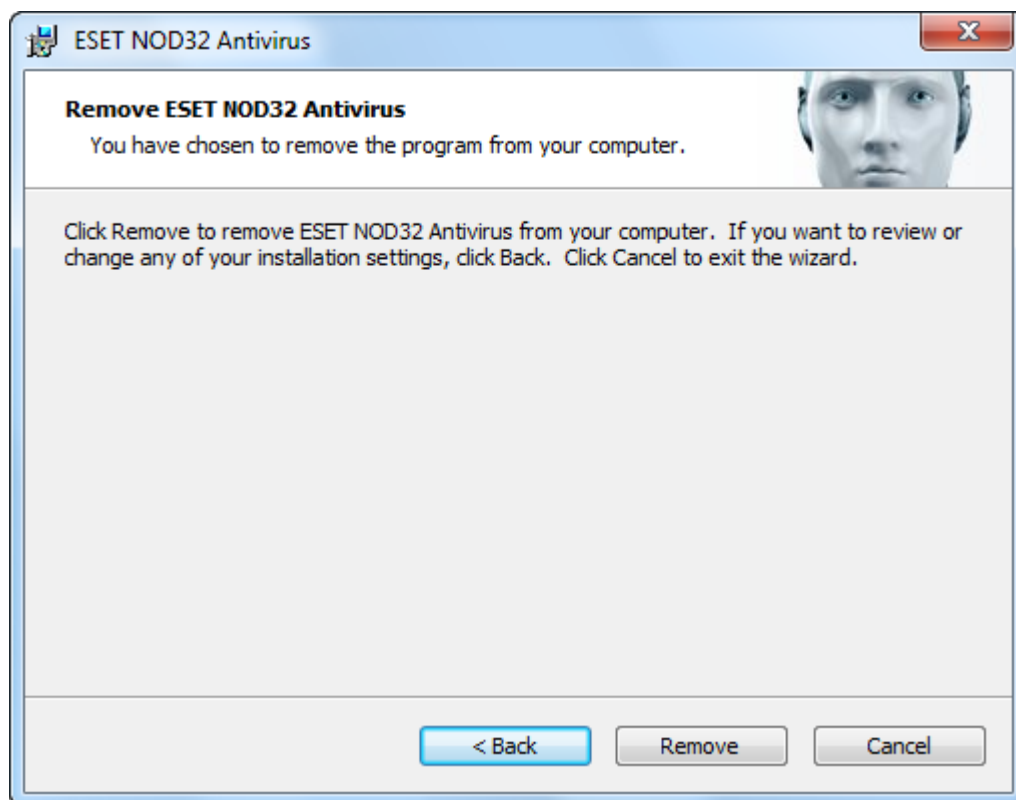 ESET NOD32 Antivirus
Remove ESET NOD32 Antivirus
You have chosen to remove the program from your computer.
Click Remove to remove ESET NOD32 Antivirus from your computer.  If you want to review or
change any of your installation settings, click Back.  Click Cancel to exit the wizard.
< Back
Remove
Cancel